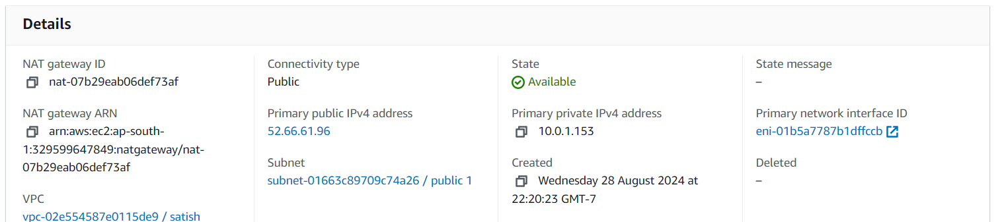 Details
NAT gateway ID
nat-07b29eab06def73af
NAT gateway ARN
arn:aws:ec2:ap-south-
1:329599647849:natgateway/nat-
07b29eab06def73af
VPC
vpc-02e554587e0115de9 / satish
Connectivity type
Public
Primary public IPv4 address
52.66.61.96
Subnet
subnet-01663c89709c74a26 / public 1
State
Available
Primary private IPv4 address
10.0.1.153
Created
Wednesday 28 August 2024 at
22:20:23 GMT-7
State message
–
Primary network interface ID
eni-01b5a7787b1dffccb
Deleted
–